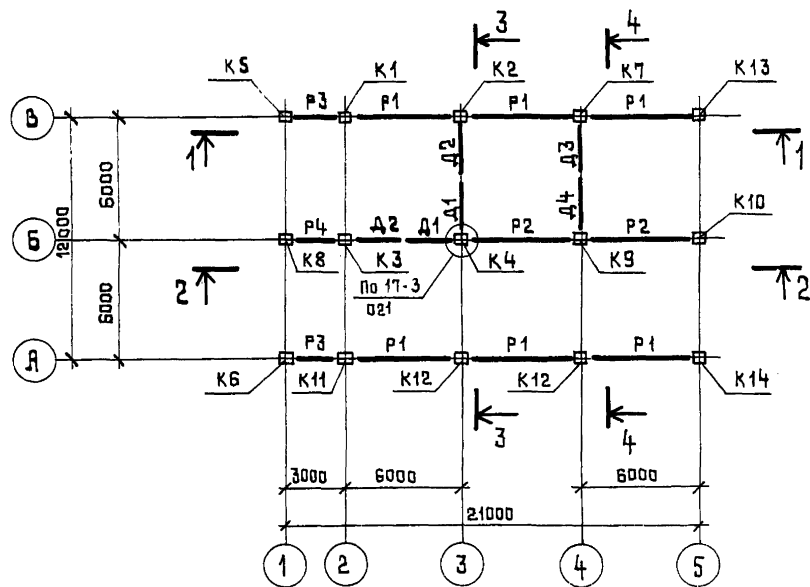 3 4
К5 К1 К2 К7 К13
В Р3 Р1 Р1 Р1
1 1
6000 Д2 Д3
12000 Д1 Д4
К10
Б Р4 Д2 Д1 Р2 Р2
К8 К3 К4 К9
2 По 17-3 2
021
6000
Р3 Р1 Р1 Р1
А
К6 К11 К12 К12 К14
3 4
3000 6000 6000
21000
1 2 3 4 5